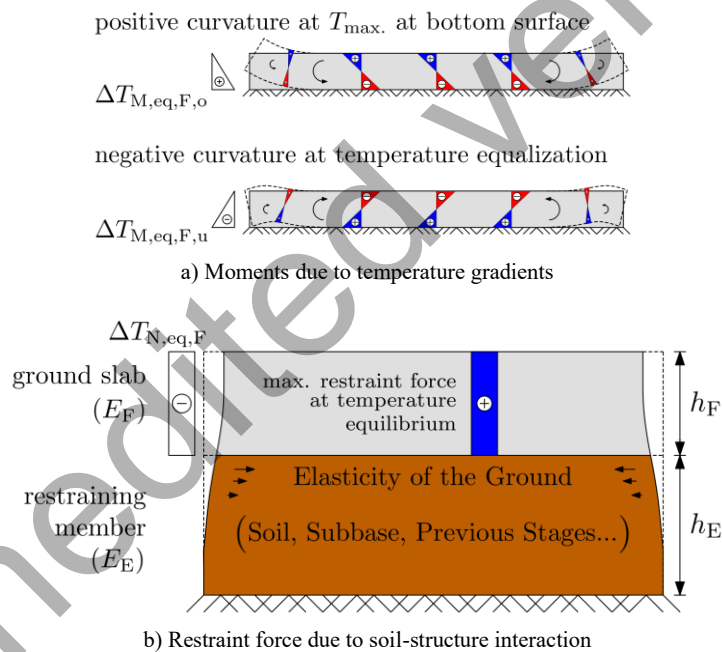 positive curvature at T_max. at bottom surface
ΔT_M,eq,F,o
negative curvature at temperature equalization
ΔT_M,eq,F,u
a) Moments due to temperature gradients
ΔT_N,eq,F
ground slab
(E_F)
max. restraint force
at temperature
equilibrium
h_F
restraining
member
(E_E)
Elasticity of the Ground
(Soil, Subbase, Previous Stages...)
h_E
b) Restraint force due to soil-structure interaction